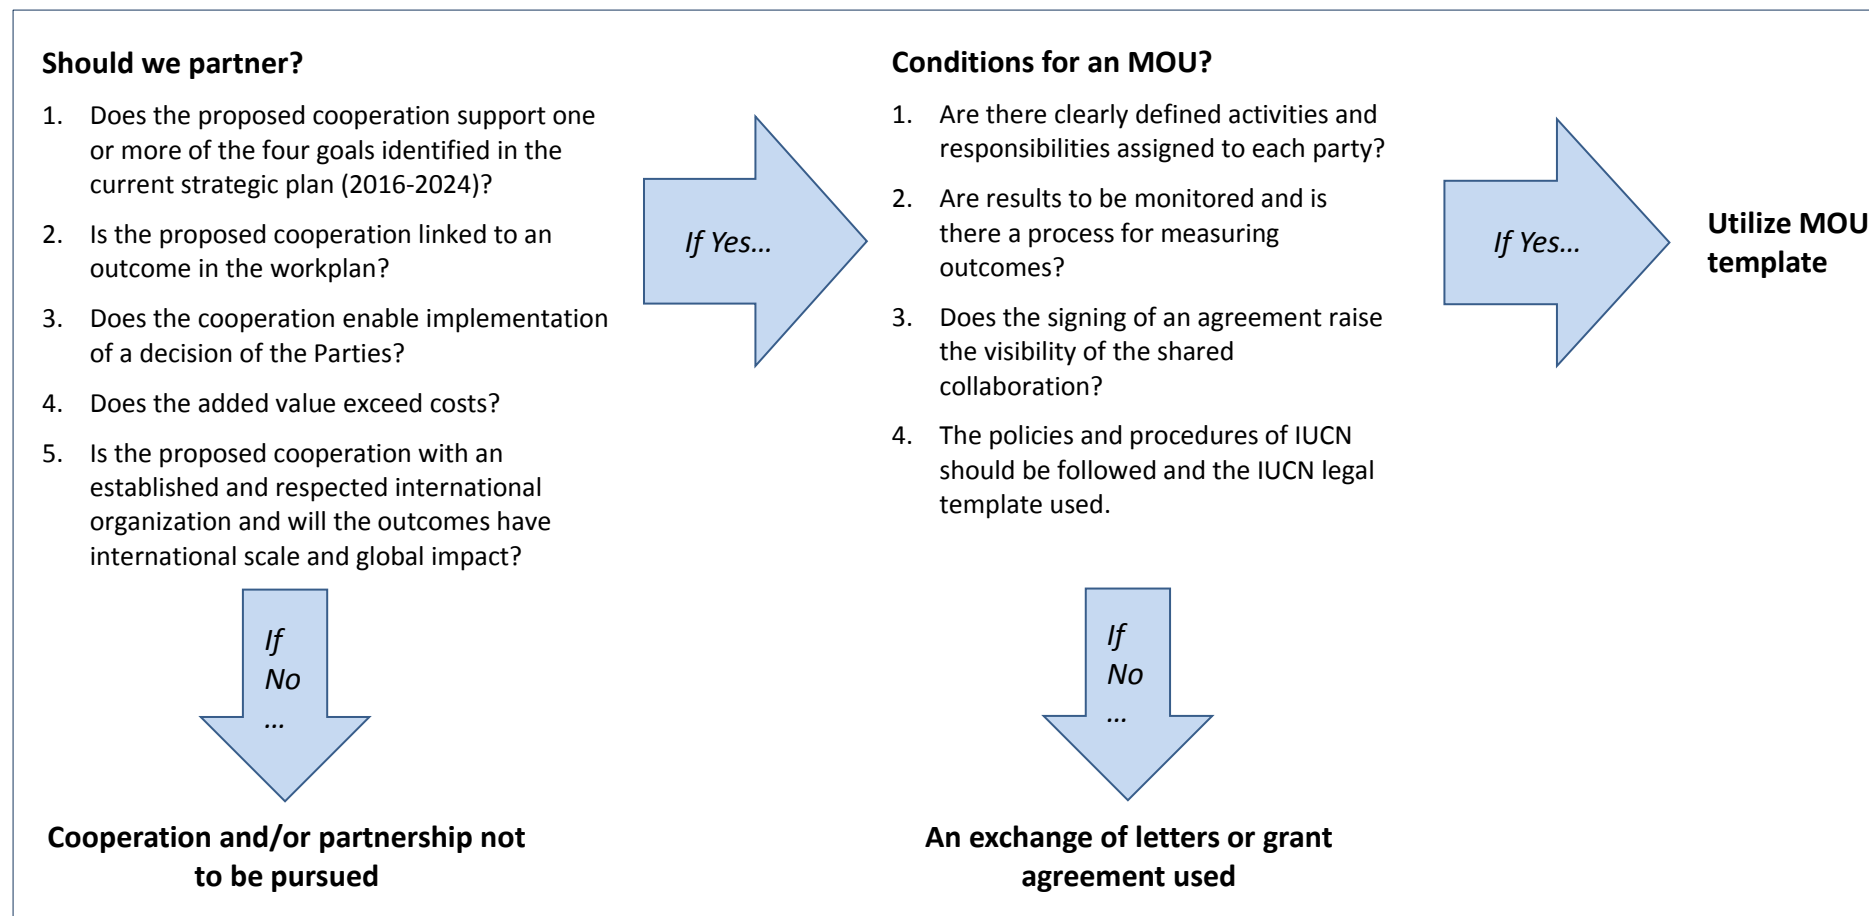 Should we partner?
1. Does the proposed cooperation support one
or more of the four goals identified in the
current strategic plan (2016-2024)?
2. Is the proposed cooperation linked to an
outcome in the workplan?
3. Does the cooperation enable implementation
of a decision of the Parties?
4. Does the added value exceed costs?
5. Is the proposed cooperation with an
established and respected international
organization and will the outcomes have
international scale and global impact?
If Yes...
If
No
...
Cooperation and/or partnership not
to be pursued
Conditions for an MOU?
1. Are there clearly defined activities and
responsibilities assigned to each party?
2. Are results to be monitored and is
there a process for measuring
outcomes?
3. Does the signing of an agreement raise
the visibility of the shared
collaboration?
4. The policies and procedures of IUCN
should be followed and the IUCN legal
template used.
If Yes...
If
No
...
An exchange of letters or grant
agreement used
Utilize MOU
template